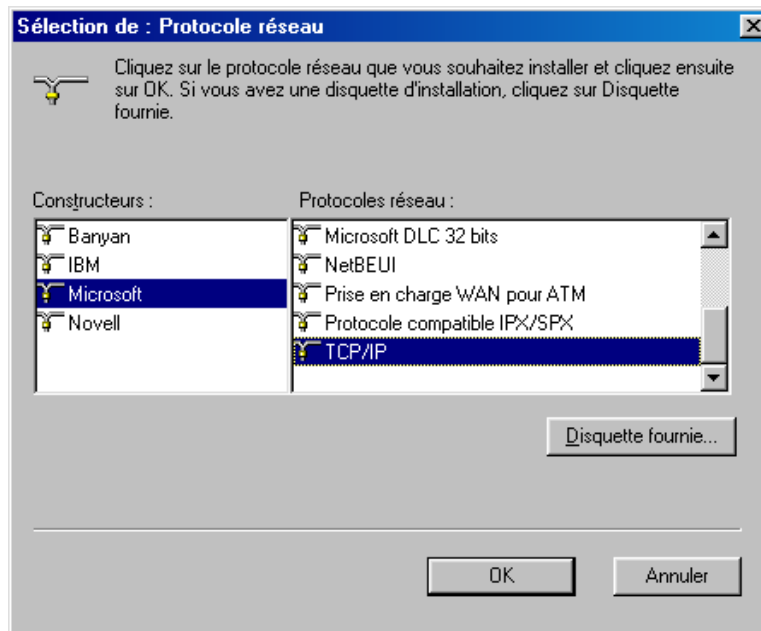 Sélection de : Protocole réseau
Cliquez sur le protocole réseau que vous souhaitez installer et cliquez ensuite
sur OK. Si vous avez une disquette d'installation, cliquez sur Disquette
fournie.
Constructeurs :
Banyan
IBM
Microsoft
Novell
Protocoles réseau :
Microsoft DLC 32 bits
NetBEUI
Prise en charge WAN pour ATM
Protocole compatible IPX/SPX
TCP/IP
Disquette fournie...
OK
Annuler